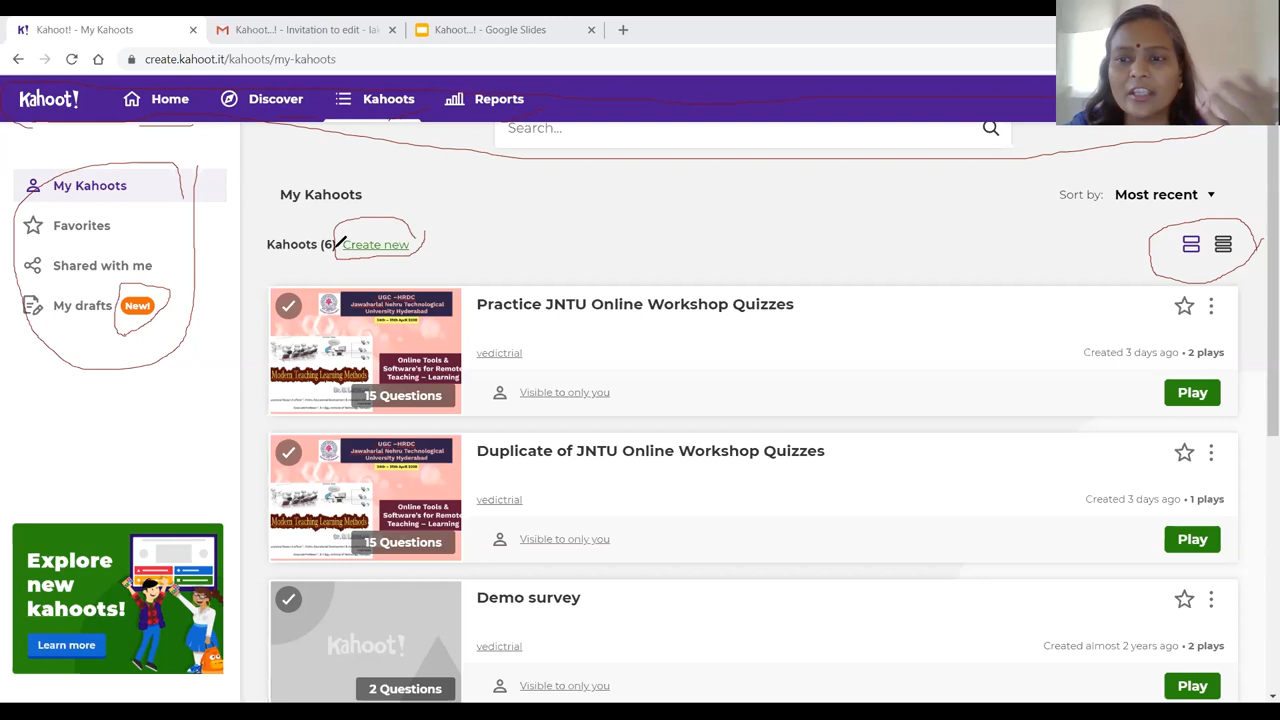 Kahoot! - My Kahoots
Kahoot...! - Invitation to edit - lak
Kahoot...! - Google Slides
create.kahoot.it/kahoots/my-kahoots
Kahoot!
Home
Discover
Kahoots
Reports
Search...
My Kahoots
Favorites
Shared with me
My drafts New!
My Kahoots
Sort by: Most recent
Kahoots (6) Create new
UGC -HRDC
Jawaharlal Nehru Technological
University Hyderabad
Online Tools &
Software's for Remote
Teaching - Learning
Modern Teaching Learning Methods
15 Questions
Practice JNTU Online Workshop Quizzes
vedictrial
Created 3 days ago • 2 plays
Visible to only you
Play
UGC -HRDC
Jawaharlal Nehru Technological
University Hyderabad
Online Tools &
Software's for Remote
Teaching - Learning
Modern Teaching Learning Methods
15 Questions
Duplicate of JNTU Online Workshop Quizzes
vedictrial
Created 3 days ago • 1 plays
Visible to only you
Play
Kahoot!
2 Questions
Demo survey
vedictrial
Created almost 2 years ago • 2 plays
Visible to only you
Play
Explore
new
kahoots!
Learn more